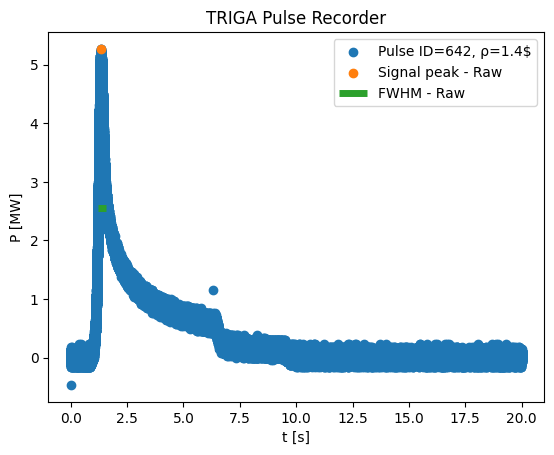 TRIGA Pulse Recorder
Pulse ID=642, ρ=1.4$
Signal peak - Raw
FWHM - Raw
P [MW]
5
4
3
2
1
0
0.0 2.5 5.0 7.5 10.0 12.5 15.0 17.5 20.0
t [s]